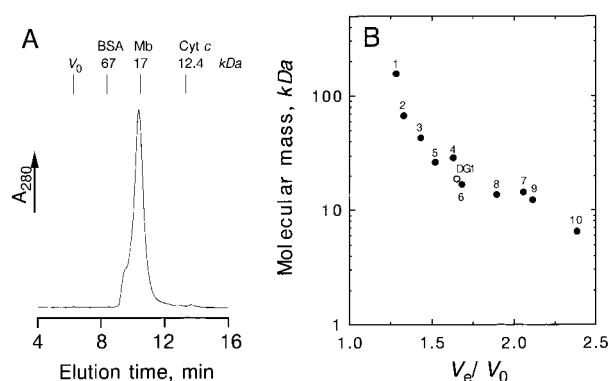 A
BSA Mb Cyt c
V0 67 17 12.4 kDa
A280
4 8 12 16
Elution time, min
B
Molecular mass, kDa
100
10
1
1
2
3
5 4
DG1
6
8
7
9
10
1.0 1.5 2.0 2.5
Ve/ V0